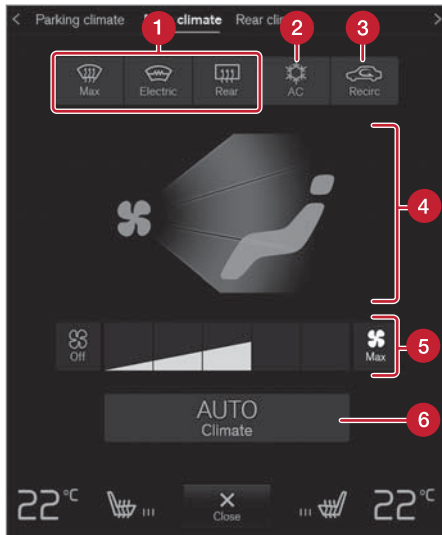 < Parking climate climate Rear >
1 2 3
Max Electric Rear AC Recirc
4
Off Max 5
AUTO 6
Climate
22°C Close 22°C